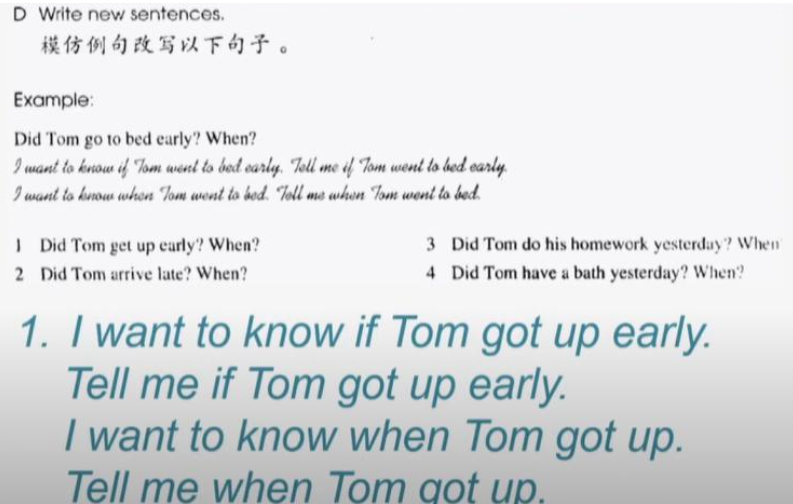 D Write new sentences.
模仿例句改写以下句子。
Example:
Did Tom go to bed early? When?
I want to know if Tom went to bed early. Tell me if Tom went to bed early.
I want to know when Tom went to bed. Tell me when Tom went to bed.
1 Did Tom get up early? When?
2 Did Tom arrive late? When?
3 Did Tom do his homework yesterday? When
4 Did Tom have a bath yesterday? When?
1. I want to know if Tom got up early.
Tell me if Tom got up early.
I want to know when Tom got up.
Tell me when Tom got up.